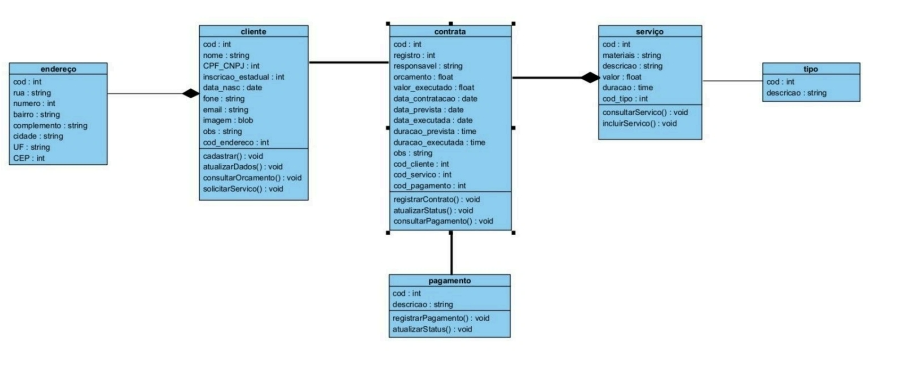 endereço
cod : int
rua : string
numero : int
bairro : string
complemento : string
cidade : string
UF : string
CEP : int
cliente
cod : int
nome : string
CPF_CNPJ : int
inscricao_estadual : int
data_nasc : date
fone : string
email : string
imagem : blob
obs : string
cod_endereco : int
cadastrar() : void
atualizarDados() : void
consultarOrcamento() : void
solicitarServico() : void
contrata
cod : int
registro : int
responsavel : string
orcamento : float
valor_executado : float
data_contratacao : date
data_prevista : date
data_executada : date
duracao_prevista : time
duracao_executada : time
obs : string
cod_cliente : int
cod_servico : int
cod_pagamento : int
registrarContrato() : void
atualizarStatus() : void
consultarPagamento() : void
serviço
cod : int
materiais : string
descricao : string
valor : float
duracao : time
cod_tipo : int
consultarServico() : void
incluirServico() : void
tipo
cod : int
descricao : string
pagamento
cod : int
descricao : string
registrarPagamento() : void
atualizarStatus() : void